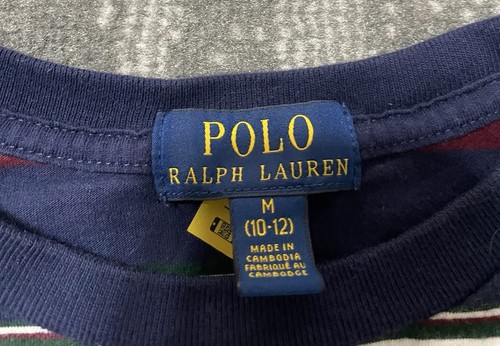 POLO
RALPH LAUREN
M
(10-12)
MADE IN
CAMBODIA
FABRIQUÉ AU
CAMBODGE